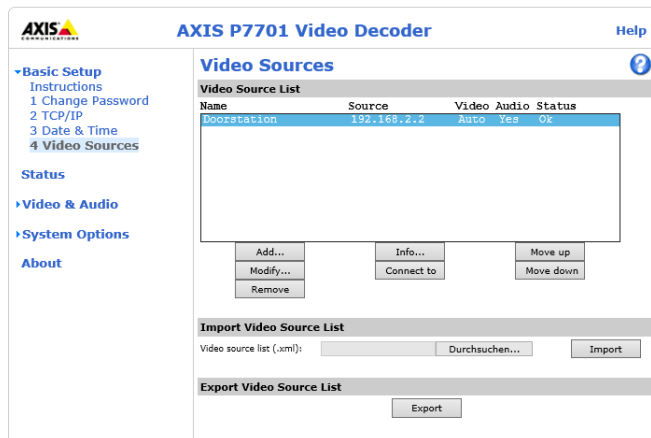 AXIS
COMMUNICATIONS
AXIS P7701 Video Decoder
Help
Basic Setup
Instructions
1 Change Password
2 TCP/IP
3 Date & Time
4 Video Sources
Status
Video & Audio
System Options
About
Video Sources
?
Video Source List
Name Source Video Audio Status
Doorstation 192.168.2.2 Auto Yes Ok
Add... Info... Move up
Modify... Connect to Move down
Remove
Import Video Source List
Video source list (.xml): Durchsuchen... Import
Export Video Source List
Export